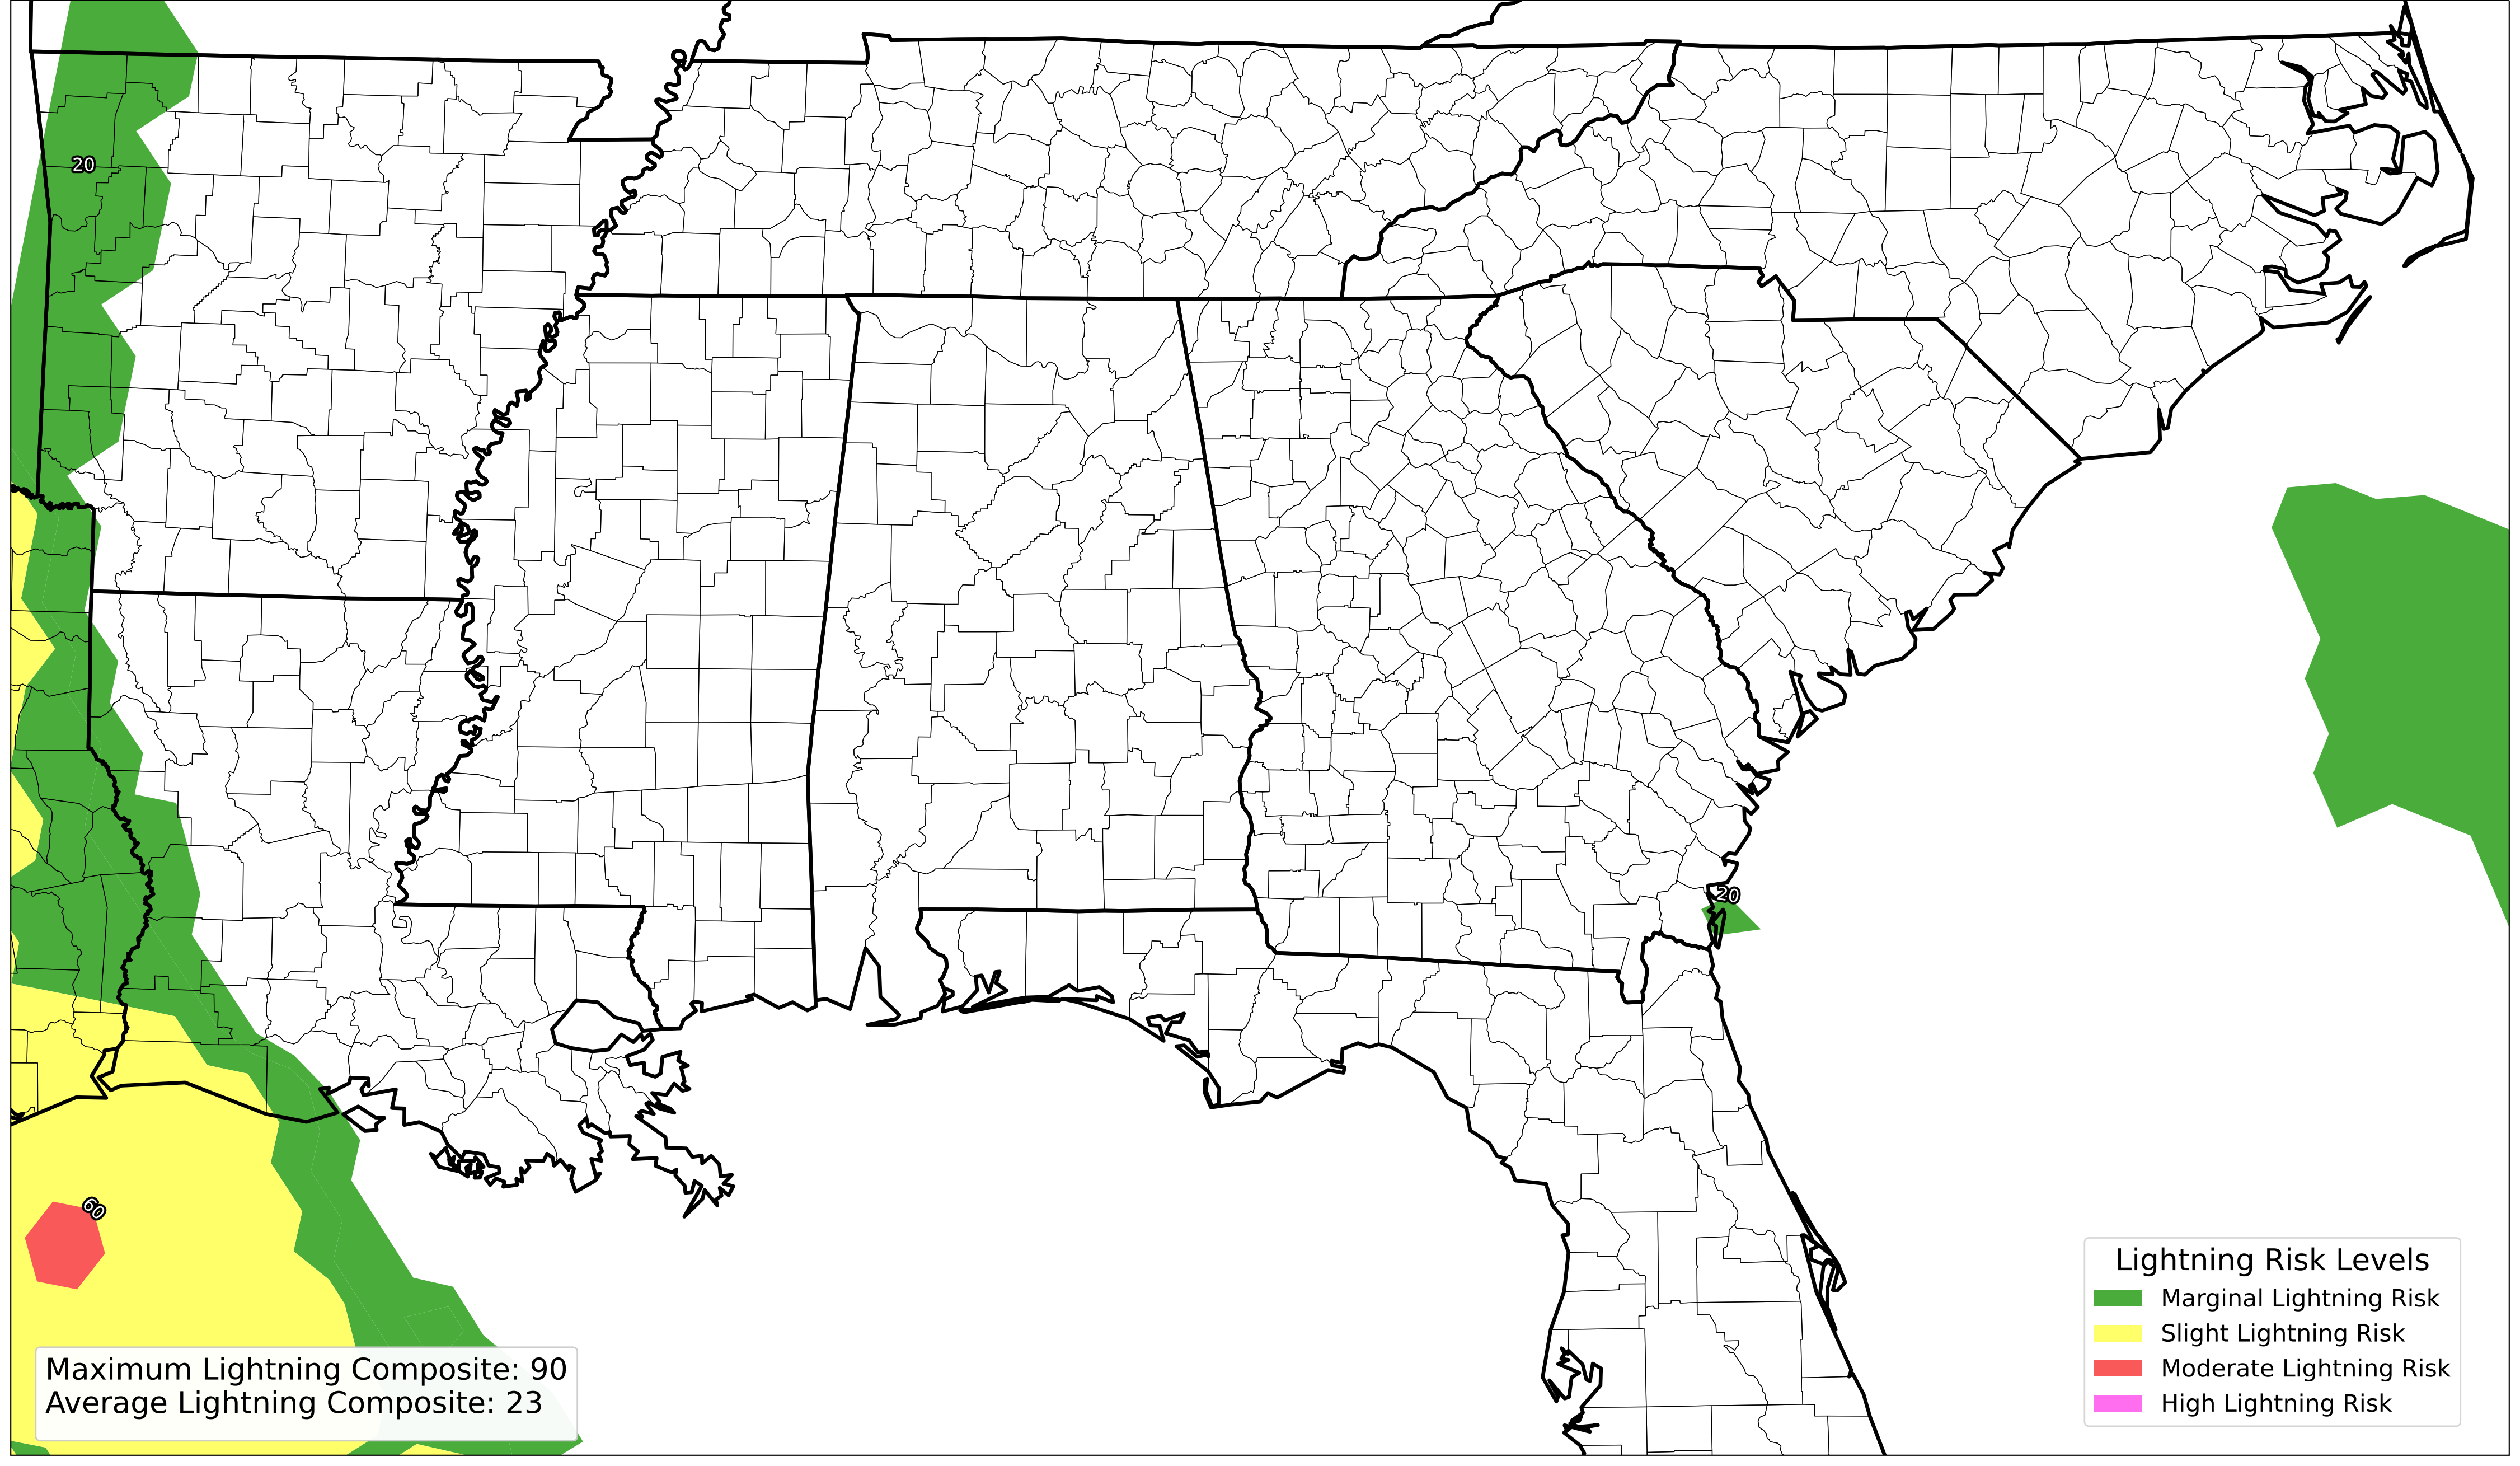 20
20
60
Maximum Lightning Composite: 90
Average Lightning Composite: 23
Lightning Risk Levels
Marginal Lightning Risk
Slight Lightning Risk
Moderate Lightning Risk
High Lightning Risk